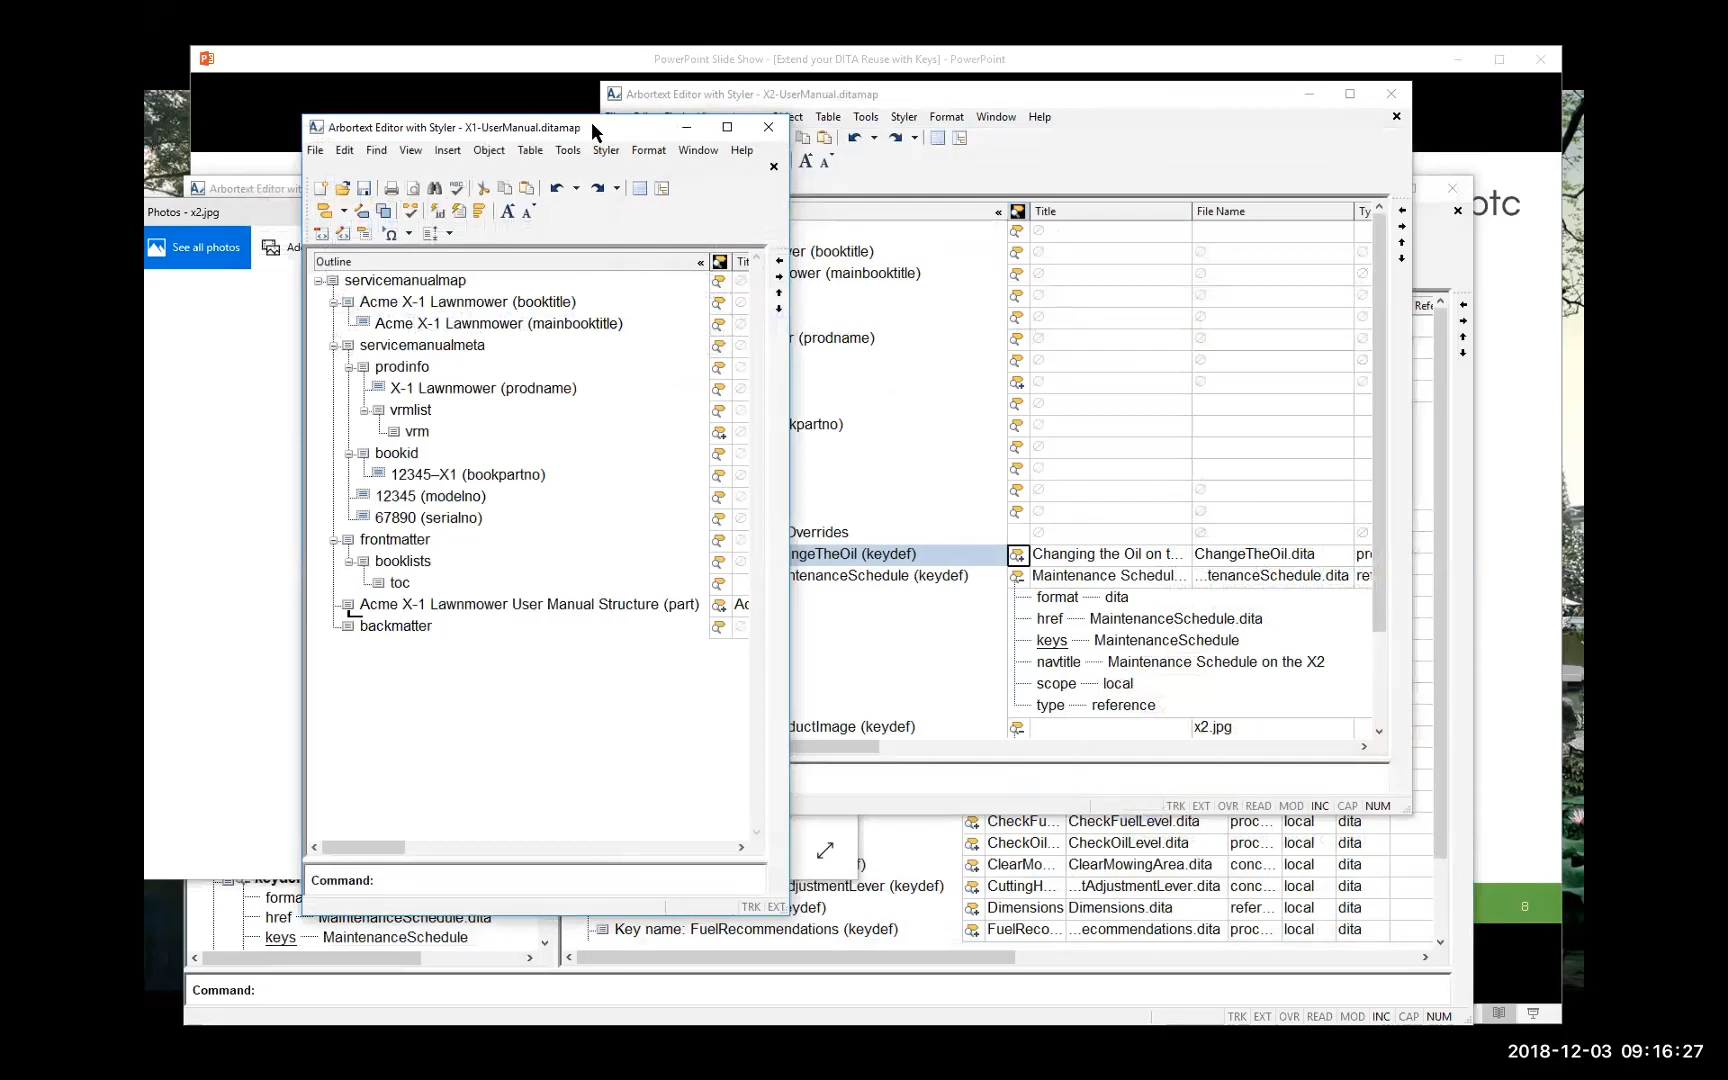 PowerPoint Slide Show - [Extend your DITA Reuse with Keys] - PowerPoint
Arbortext Editor with Styler - X2-UserManual.ditamap
Table Tools Styler Format Window Help
Arbortext Editor with Styler - X1-UserManual.ditamap
File Edit Find View Insert Object Table Tools Styler Format Window Help
Arbortext Editor
Photos - x2.jpg
See all photos
ptc
Outline
servicemanualmap
Acme X-1 Lawnmower (booktitle)
Acme X-1 Lawnmower (mainbooktitle)
servicemanualmeta
prodinfo
X-1 Lawnmower (prodname)
vrmlist
vrm
bookid
12345–X1 (bookpartno)
12345 (modelno)
67890 (serialno)
frontmatter
booklists
toc
Acme X-1 Lawnmower User Manual Structure (part)
backmatter
Command:
TRK EXT
Title File Name Ty
(booktitle)
(mainbooktitle)
(prodname)
kpartno)
Overrides
ngeTheOil (keydef) Changing the Oil on t... ChangeTheOil.dita
ntenanceSchedule (keydef) Maintenance Schedul... ...tenanceSchedule.dita
format dita
href MaintenanceSchedule.dita
keys MaintenanceSchedule
navtitle Maintenance Schedule on the X2
scope local
type reference
ductImage (keydef) x2.jpg
TRK EXT OVR READ MOD INC CAP NUM
CheckFu... CheckFuelLevel.dita proc... local dita
CheckOil... CheckOilLevel.dita proc... local dita
ClearMo... ClearMowingArea.dita conc... local dita
djustmentLever (keydef) CuttingH... ...tAdjustmentLever.dita conc... local dita
ydef) Dimensions Dimensions.dita refer... local dita
Key name: FuelRecommendations (keydef) FuelReco... ...ecommendations.dita proc... local dita
href MaintenanceSchedule.dita
keys MaintenanceSchedule
8
Command:
TRK EXT OVR READ MOD INC CAP NUM
2018-12-03 09:16:27